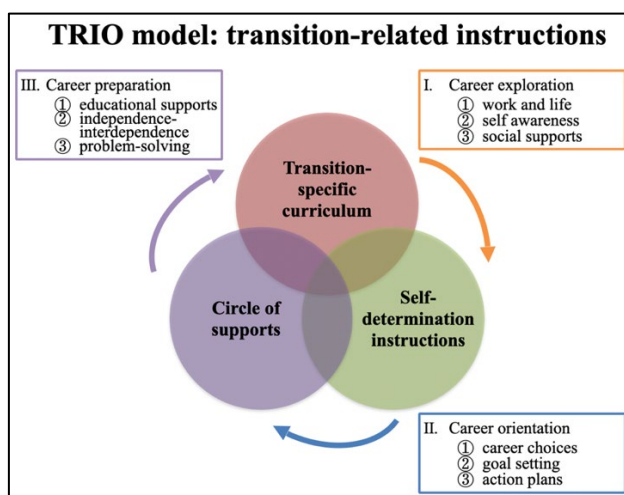 TRIO model: transition-related instructions
III. Career preparation
① educational supports
② independence-
interdependence
③ problem-solving
I. Career exploration
① work and life
② self awareness
③ social supports
Transition-
specific
curriculum
Circle of
supports
Self-
determination
instructions
II. Career orientation
① career choices
② goal setting
③ action plans